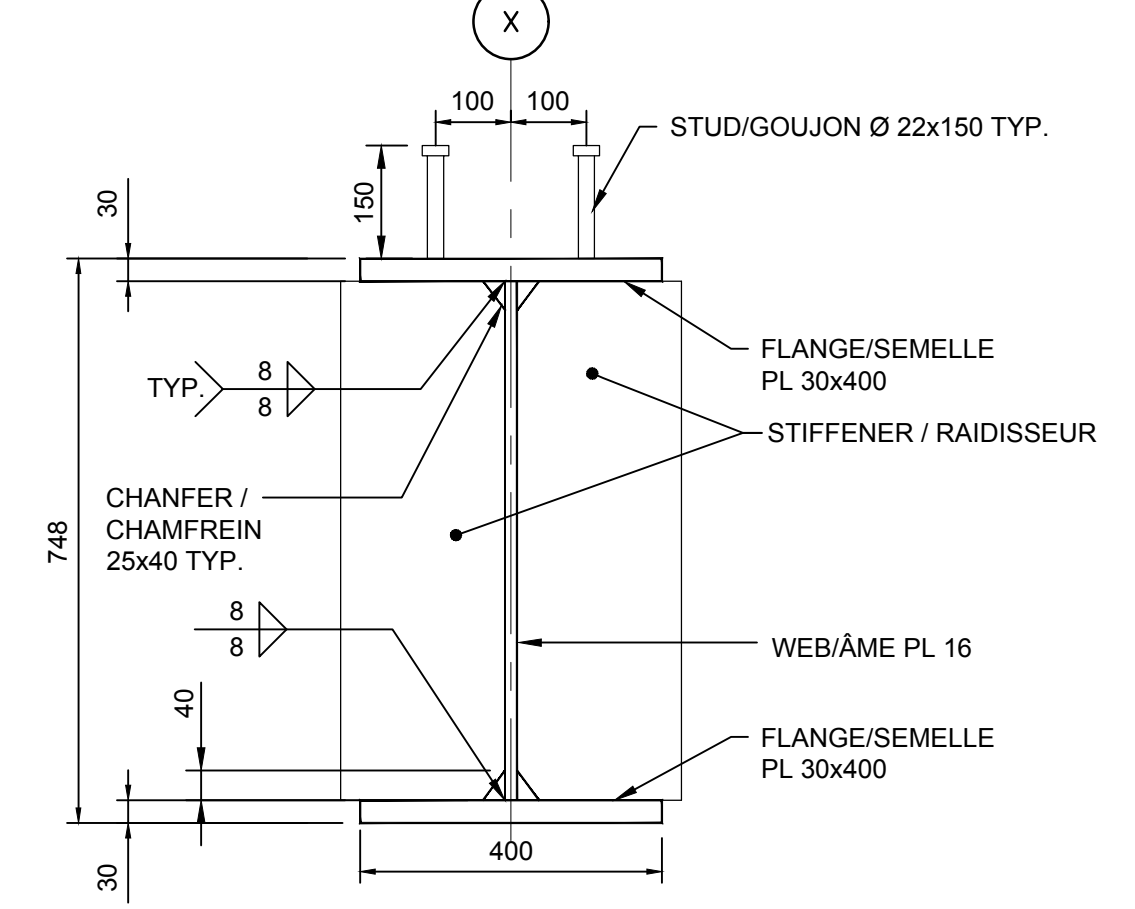 X
100
100
STUD/GOUJON Ø 22x150 TYP.
150
30
FLANGE/SEMELLE
PL 30x400
TYP.
8
8
STIFFENER / RAIDISSEUR
CHANFER /
CHAMFREIN
25x40 TYP.
748
8
8
WEB/ÂME PL 16
40
FLANGE/SEMELLE
PL 30x400
400
30